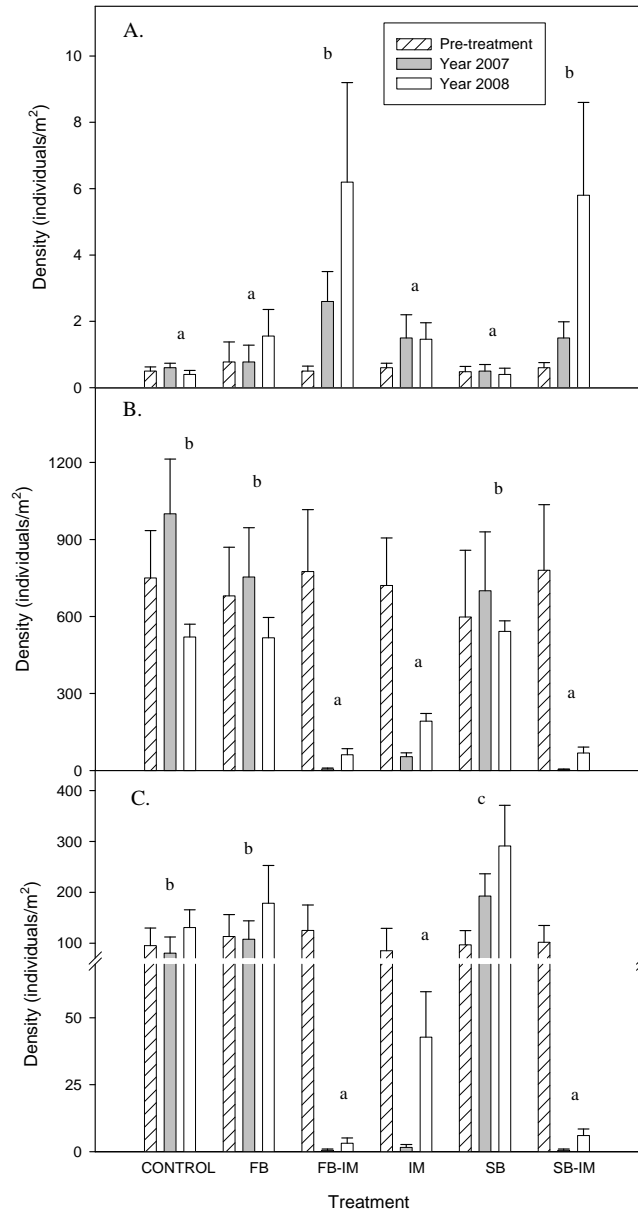 A.
Pre-treatment
Year 2007
Year 2008
Density (individuals/m²)
10
8
6
4
2
0
a
a
b
a
a
b
B.
Density (individuals/m²)
1200
900
600
300
0
b
b
a
a
b
a
C.
Density (individuals/m²)
400
300
200
100
50
25
0
b
b
a
a
c
a
CONTROL FB FB-IM IM SB SB-IM
Treatment